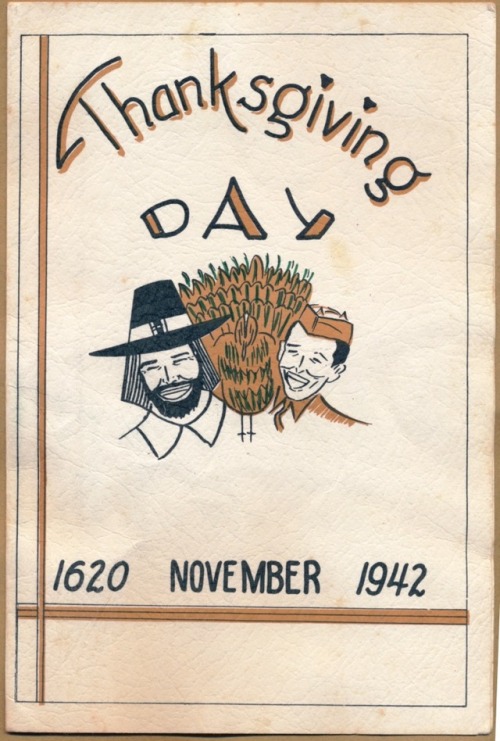 Thanksgiving
DAY
1620 NOVEMBER 1942